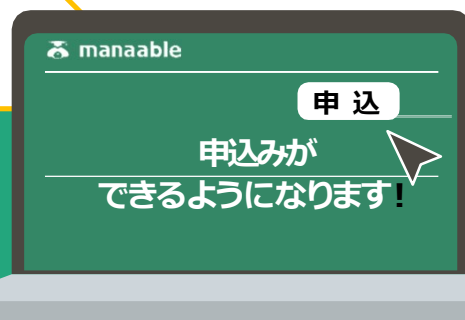 manaable
申 込
申込みが
できるようになります!